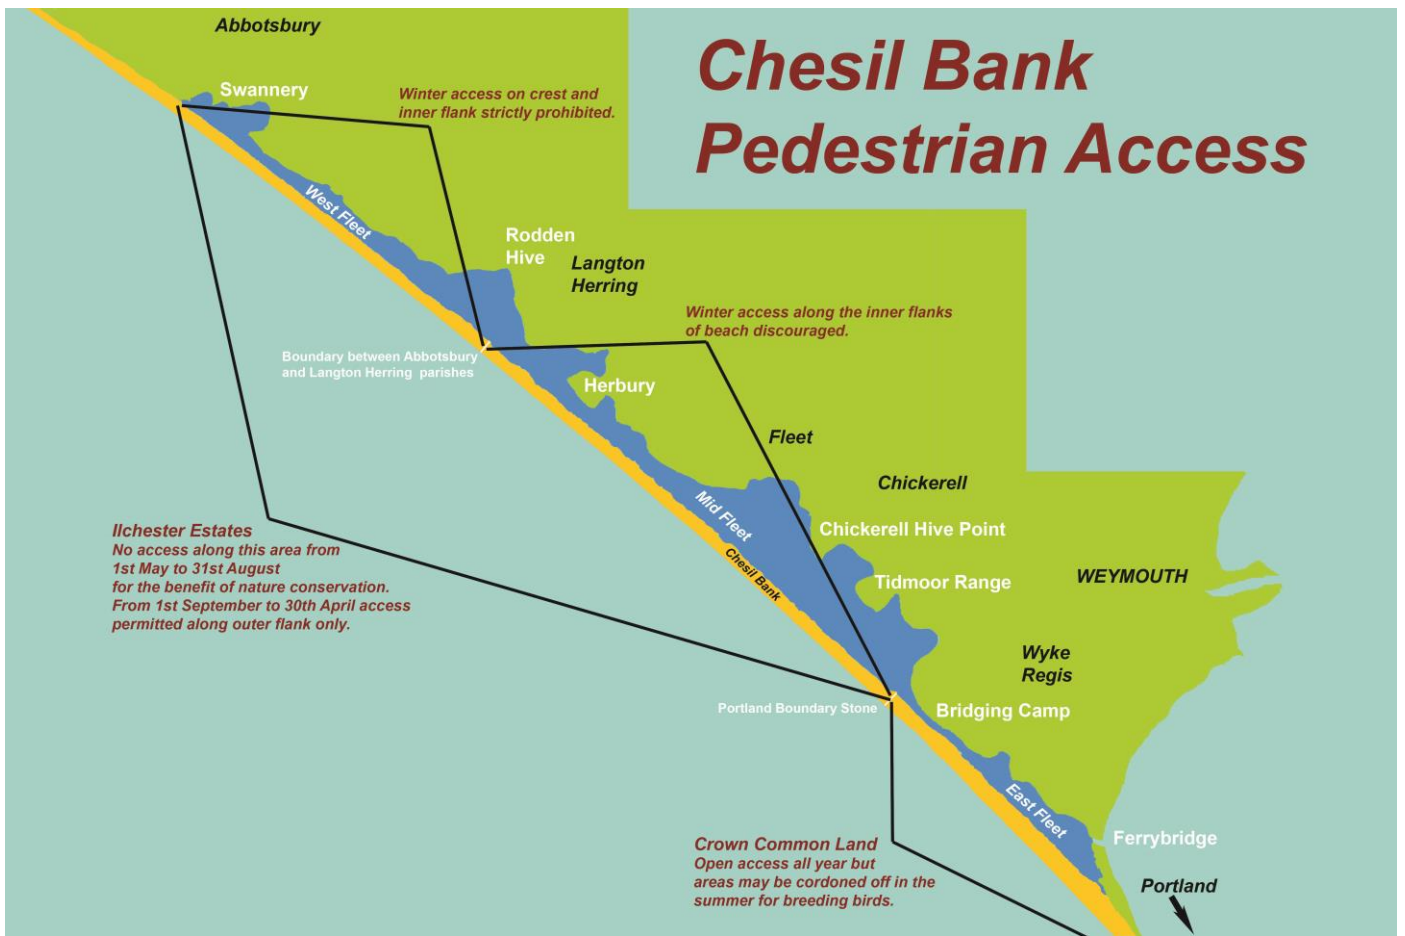 Chesil Bank
Pedestrian Access
Abbotsbury
Swannery
Winter access on crest and
inner flank strictly prohibited.
West Fleet
Rodden
Hive
Langton
Herring
Winter access along the inner flanks
of beach discouraged.
Boundary between Abbotsbury
and Langton Herring parishes
Herbury
Fleet
Chickerell
Mid Fleet
Chesil Bank
Chickerell Hive Point
Ilchester Estates
No access along this area from
1st May to 31st August
for the benefit of nature conservation.
From 1st September to 30th April access
permitted along outer flank only.
Tidmoor Range
WEYMOUTH
Wyke
Regis
Portland Boundary Stone
Bridging Camp
East Fleet
Ferrybridge
Crown Common Land
Open access all year but
areas may be cordoned off in the
summer for breeding birds.
Portland